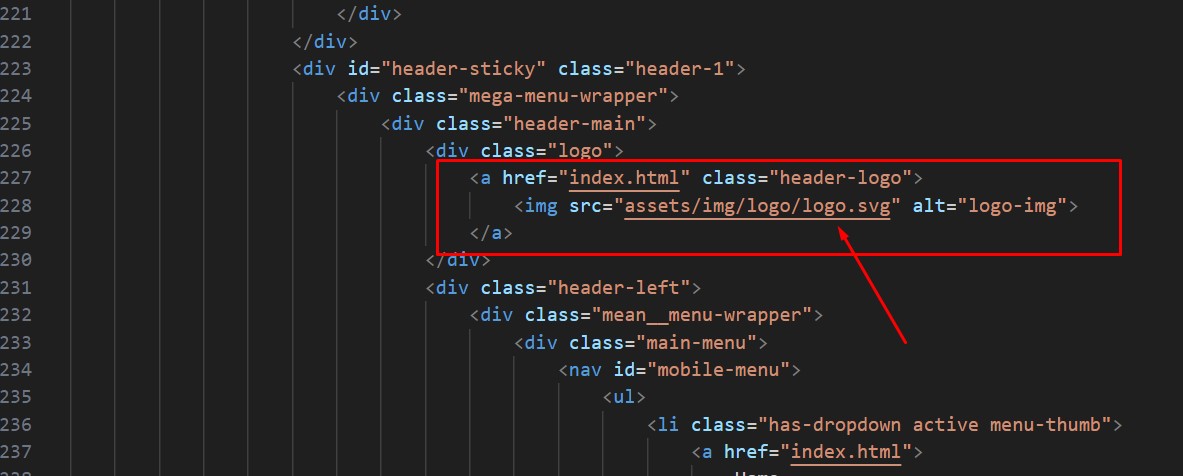 221 </div>
222 </div>
223 <div id="header-sticky" class="header-1">
224 <div class="mega-menu-wrapper">
225 <div class="header-main">
226 <div class="logo">
227 <a href="index.html" class="header-logo">
228 <img src="assets/img/logo/logo.svg" alt="logo-img">
229 </a>
230 </div>
231 <div class="header-left">
232 <div class="mean__menu-wrapper">
233 <div class="main-menu">
234 <nav id="mobile-menu">
235 <ul>
236 <li class="has-dropdown active menu-thumb">
237 <a href="index.html">
Home